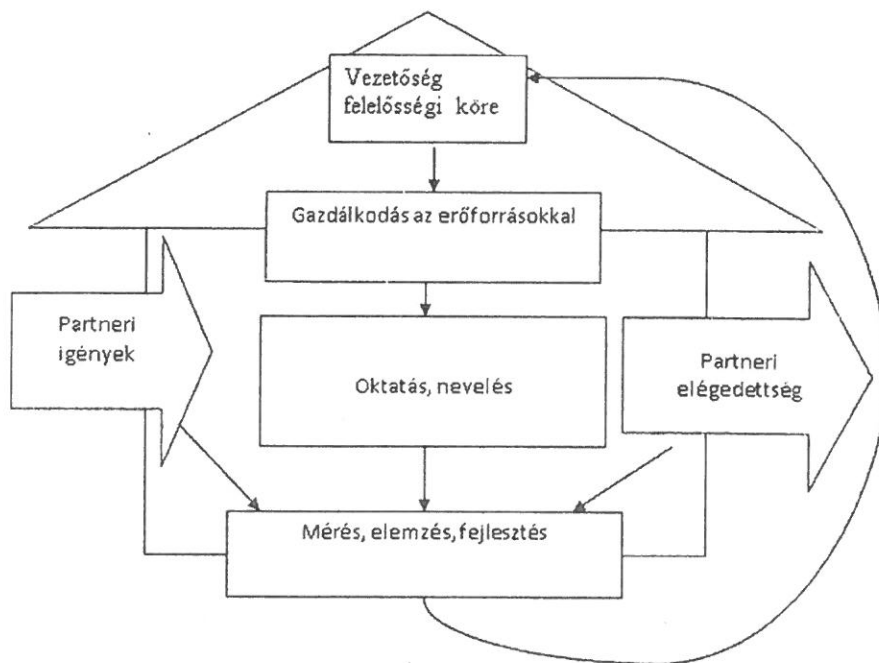 Vezetőség
felelősségi köre
Gazdálkodás az erőforrásokkal
Partneri
igények
Oktatás, nevelés
Partneri
elégedettség
Mérés, elemzés, fejlesztés